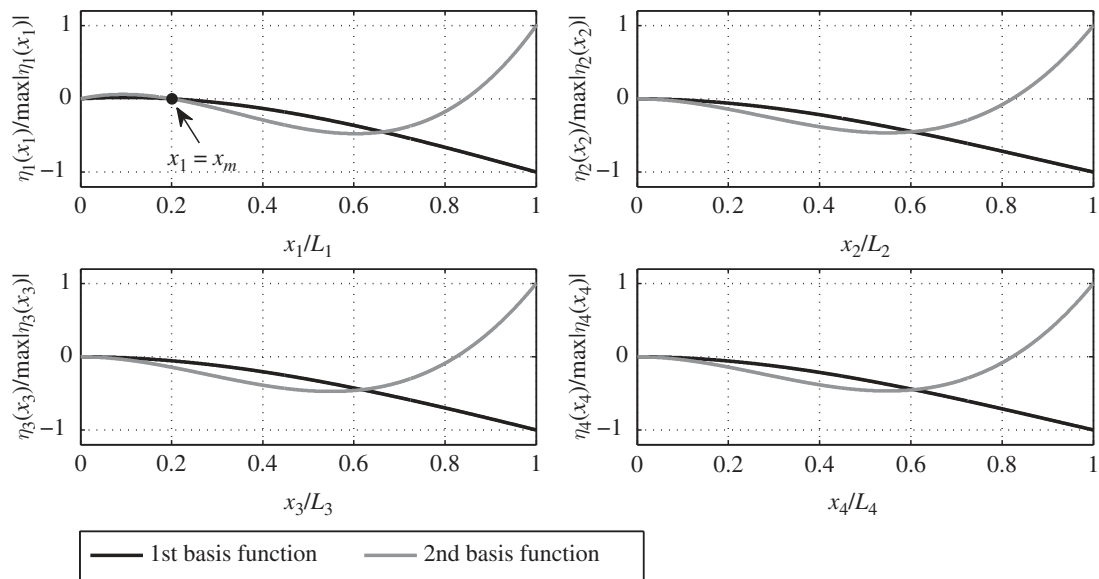 η1(x1)/max|η1(x1)|
1
0
−1
x1 = xm
0 0.2 0.4 0.6 0.8 1
x1/L1
η2(x2)/max|η2(x2)|
1
0
−1
0 0.2 0.4 0.6 0.8 1
x2/L2
η3(x3)/max|η3(x3)|
1
0
−1
0 0.2 0.4 0.6 0.8 1
x3/L3
η4(x4)/max|η4(x4)|
1
0
−1
0 0.2 0.4 0.6 0.8 1
x4/L4
1st basis function 2nd basis function